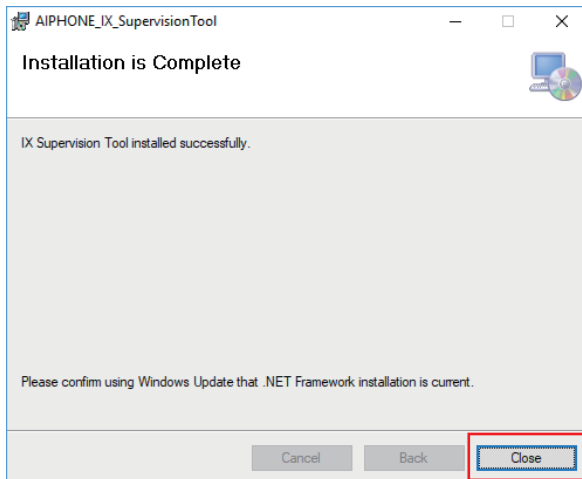 AIPHONE_IX_SupervisionTool
Installation is Complete
IX Supervision Tool installed successfully.
Please confirm using Windows Update that .NET Framework installation is current.
Cancel
Back
Close